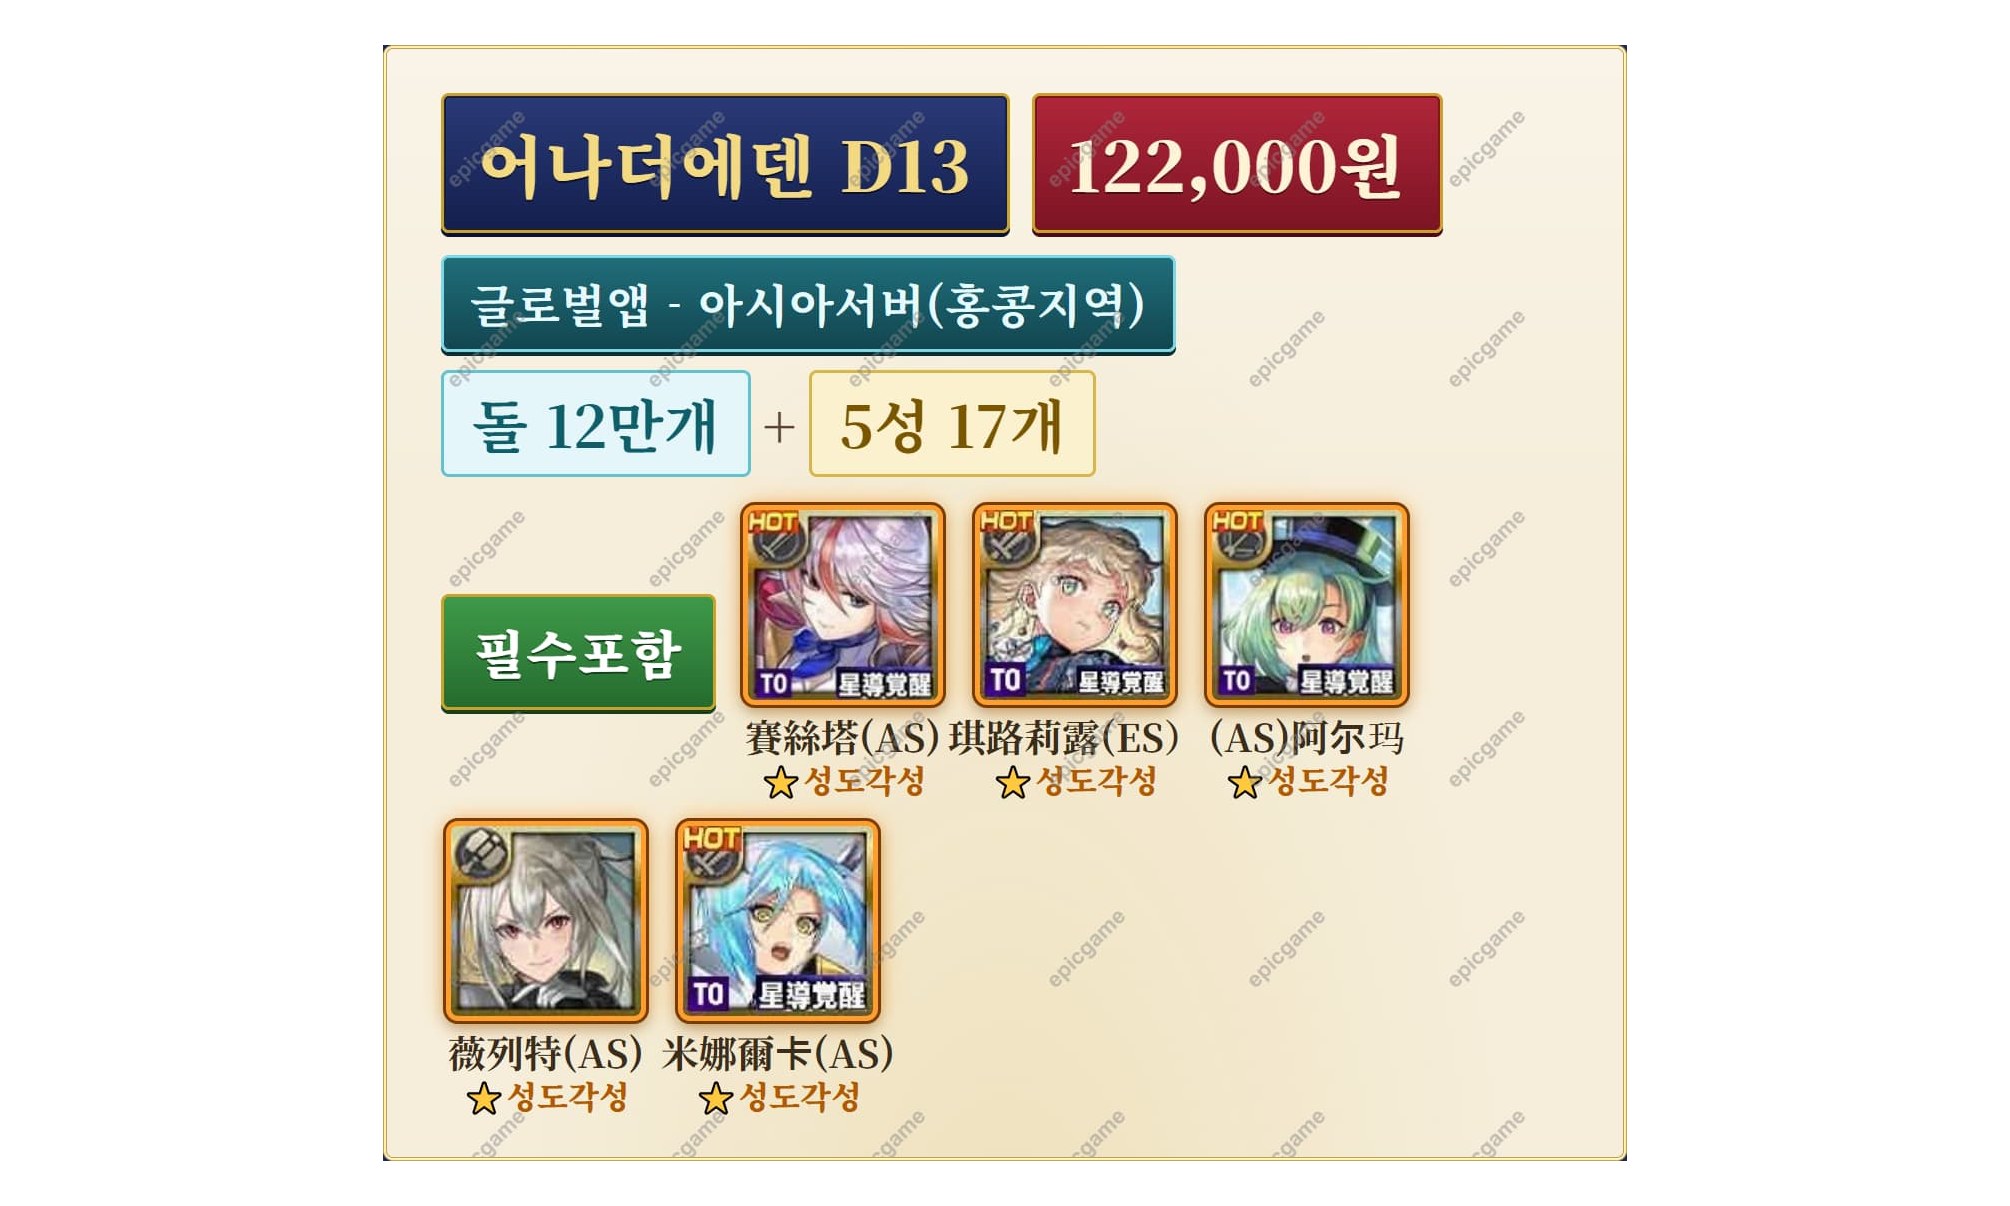 어나더에덴 D13 122,000원
글로벌앱 - 아시아서버(홍콩지역)
돌 12만개 + 5성 17개
필수포함
HOT HOT HOT
TO 星導覚醒 TO 星導覚醒 TO 星導覚醒
賽絲塔(AS) 琪路莉露(ES) (AS)阿尔玛
성도각성 성도각성 성도각성
HOT
TO 星導覚醒
薇列特(AS) 米娜爾卡(AS)
성도각성 성도각성
epicgame